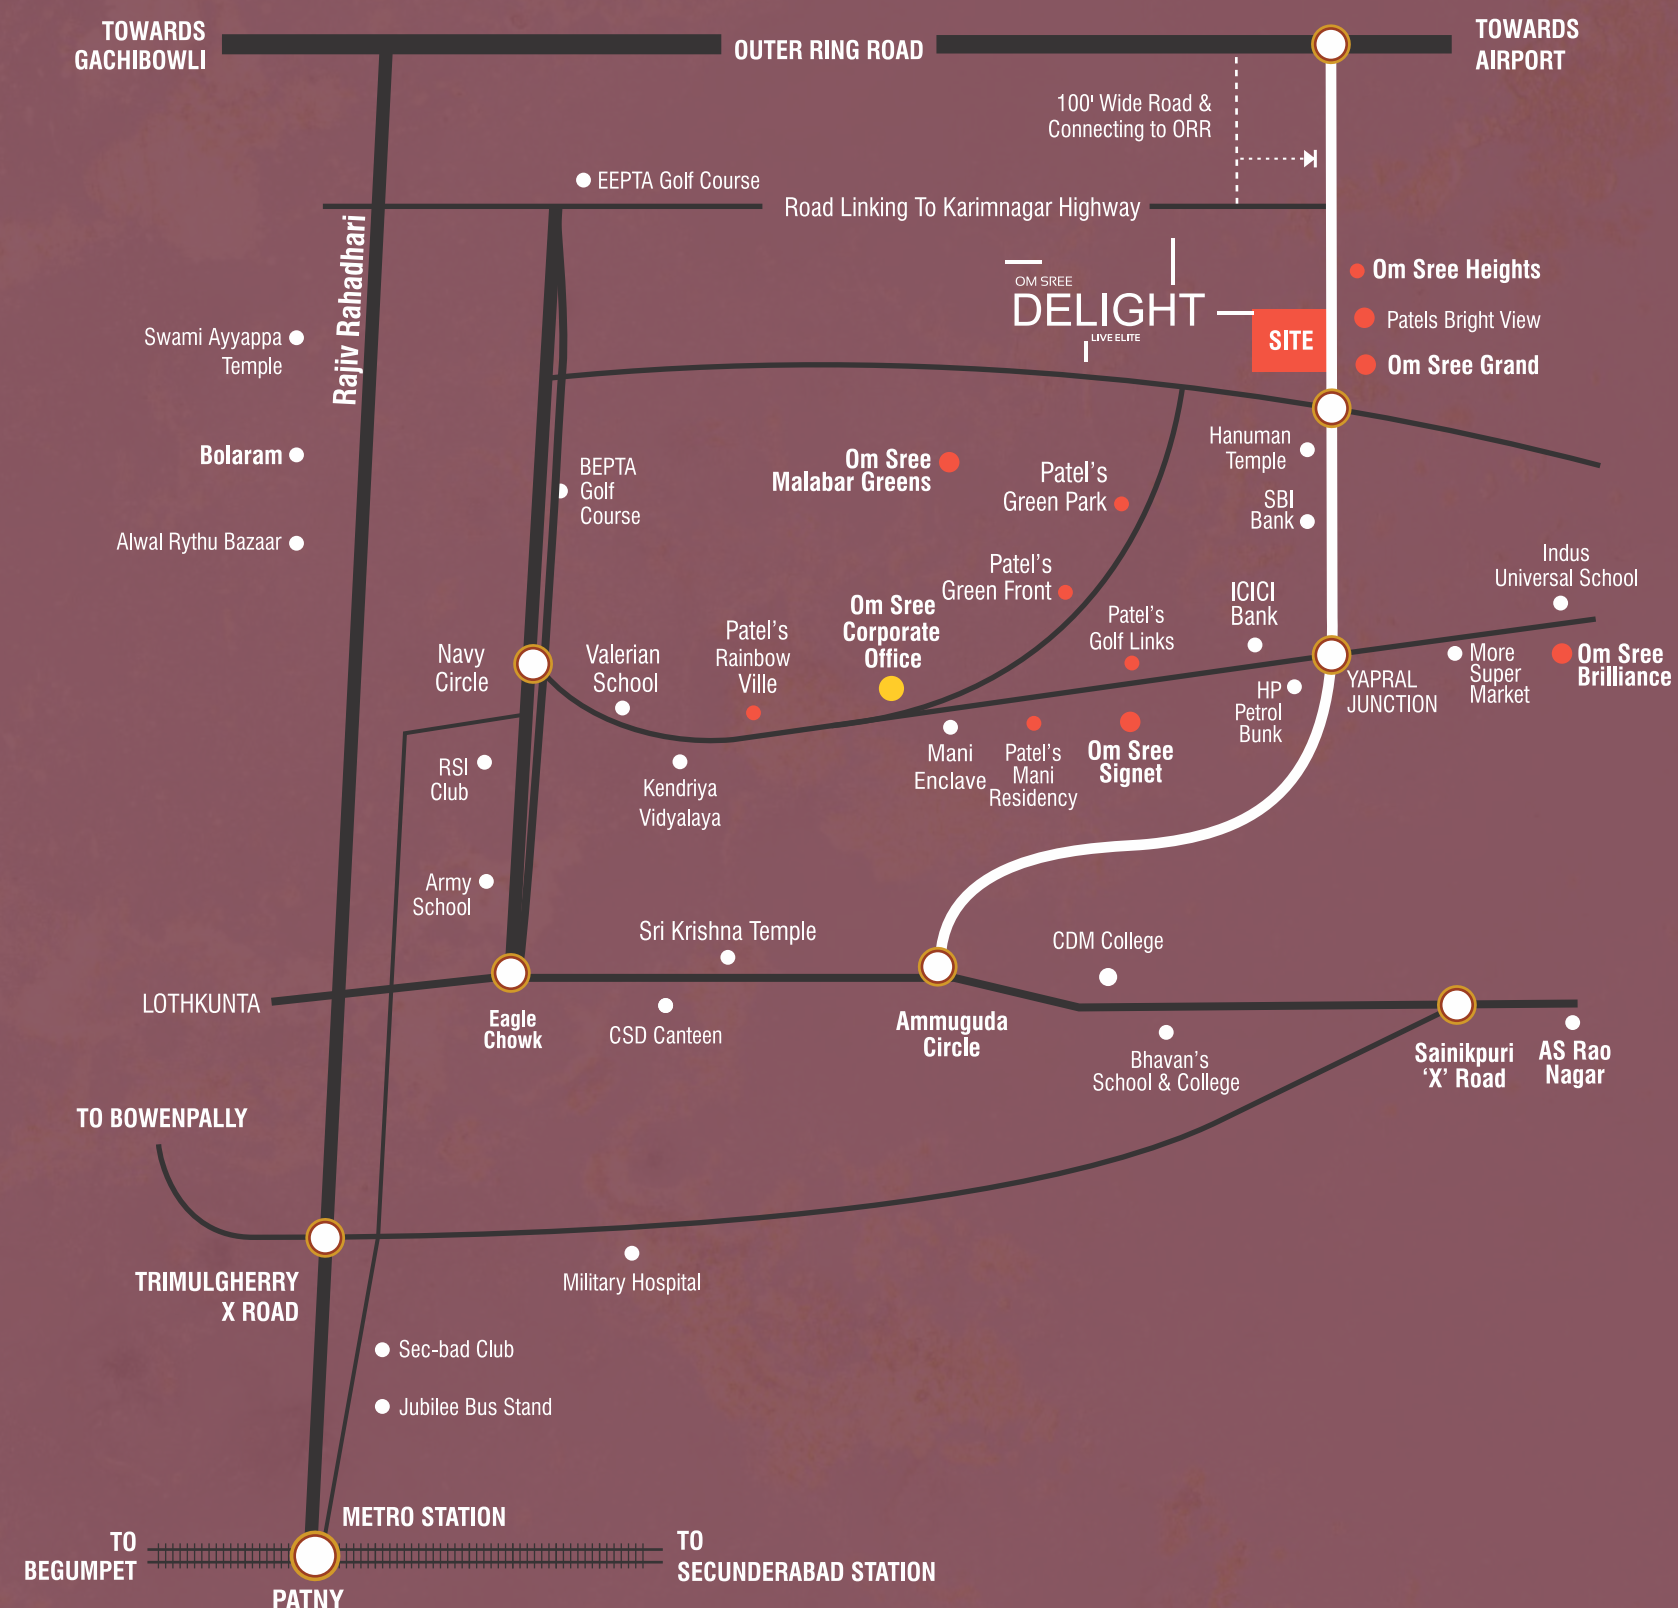 TOWARDS
GACHIBOWLI
OUTER RING ROAD
TOWARDS
AIRPORT
100' Wide Road &
Connecting to ORR
EEPTA Golf Course
Road Linking To Karimnagar Highway
Rajiv Rahadhari
OM SREE
DELIGHT
LIVE ELITE
SITE
Om Sree Heights
Patels Bright View
Om Sree Grand
Swami Ayyappa
Temple
Bolaram
Alwal Rythu Bazaar
BEPTA
Golf
Course
Om Sree
Malabar Greens
Patel's
Green Park
Hanuman
Temple
SBI
Bank
Patel's
Green Front
Om Sree
Corporate
Office
Patel's
Golf Links
ICICI
Bank
Indus
Universal School
Navy
Circle
Valerian
School
Patel's
Rainbow
Ville
HP
Petrol
Bunk
YAPRAL
JUNCTION
More
Super
Market
Om Sree
Brilliance
RSI
Club
Kendriya
Vidyalaya
Mani
Enclave
Patel's
Mani
Residency
Om Sree
Signet
Army
School
Sri Krishna Temple
CDM College
LOTHKUNTA
Eagle
Chowk
CSD Canteen
Ammuguda
Circle
Bhavan's
School & College
Sainikpuri
‘X’ Road
AS Rao
Nagar
TO BOWENPALLY
TRIMULGHERRY
X ROAD
Military Hospital
Sec-bad Club
Jubilee Bus Stand
METRO STATION
TO
BEGUMPET
TO
SECUNDERABAD STATION
PATNY